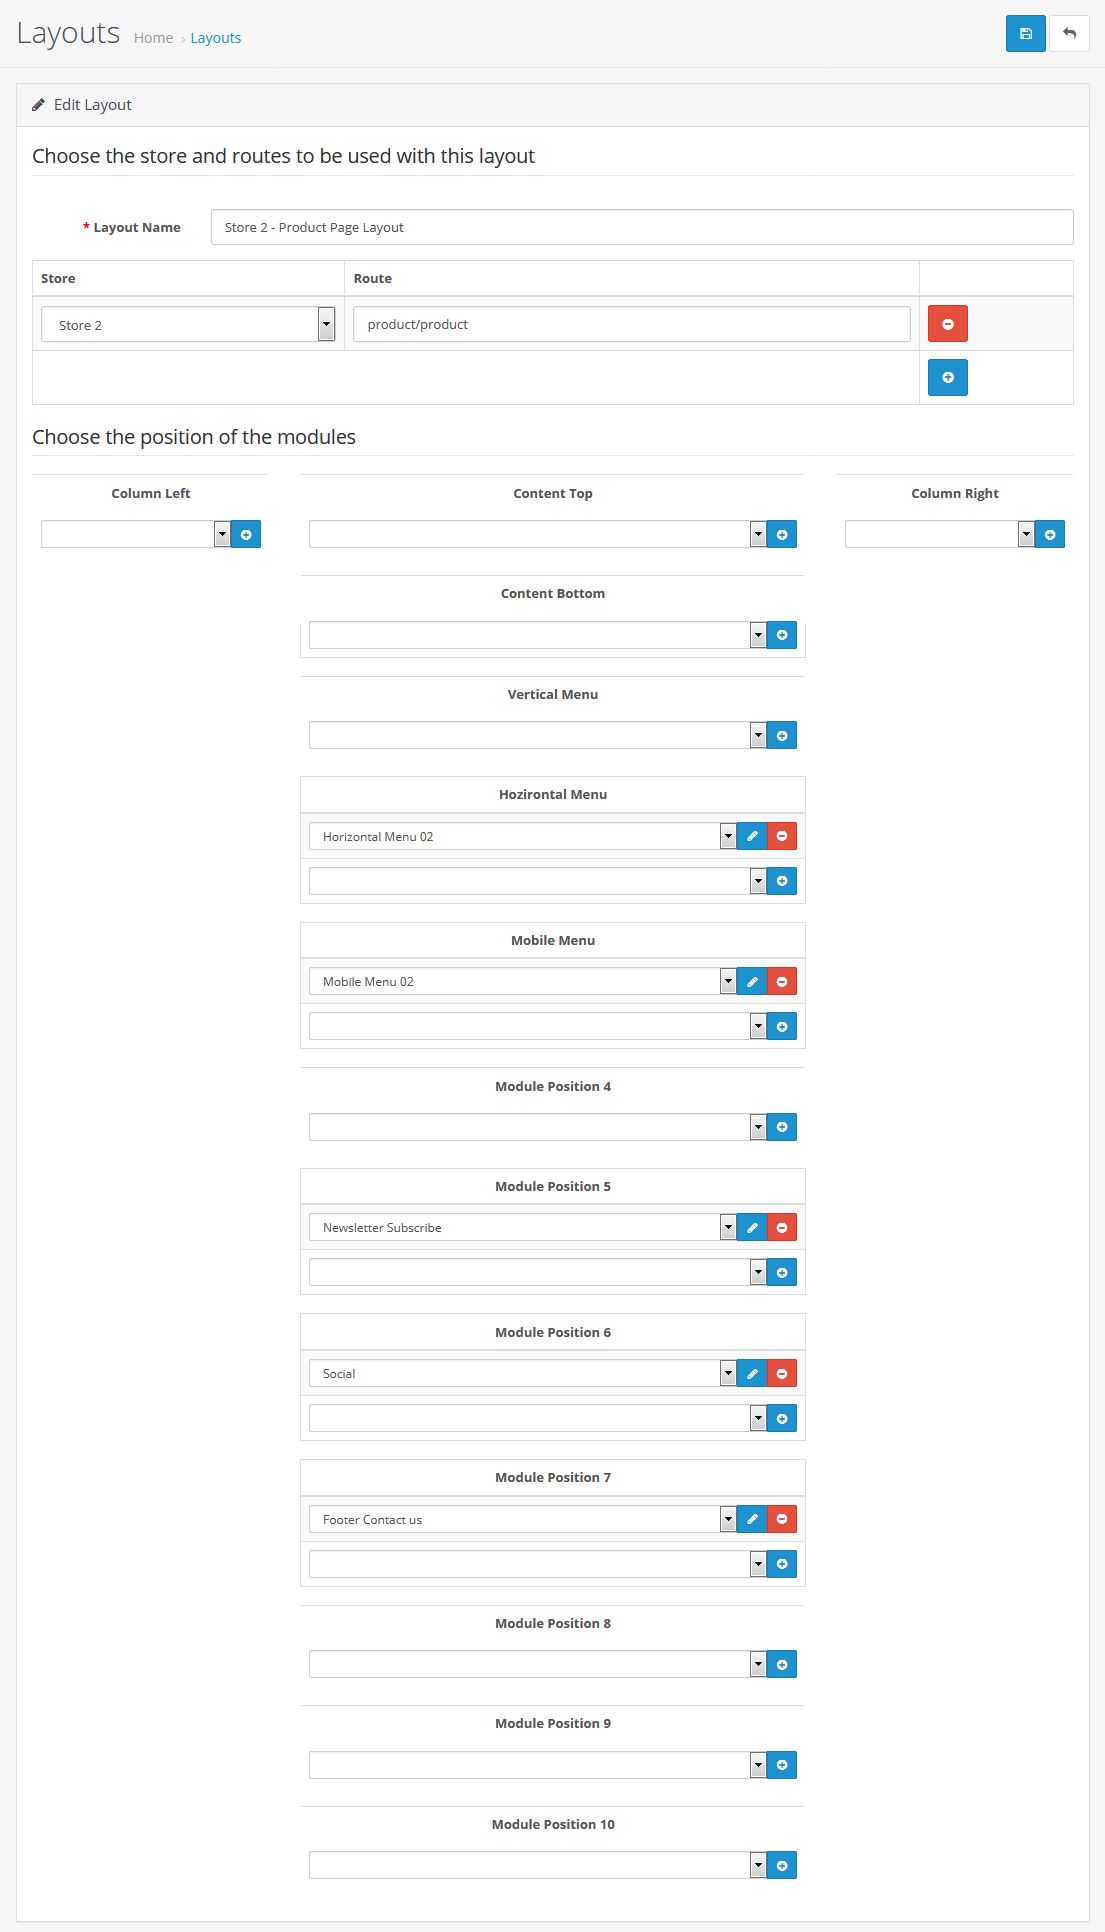 Layouts Home › Layouts
Edit Layout
Choose the store and routes to be used with this layout
* Layout Name Store 2 - Product Page Layout
Store Route
Store 2 product/product
Choose the position of the modules
Column Left Content Top Column Right
Content Bottom
Vertical Menu
Hozirontal Menu
Horizontal Menu 02
Mobile Menu
Mobile Menu 02
Module Position 4
Module Position 5
Newsletter Subscribe
Module Position 6
Social
Module Position 7
Footer Contact us
Module Position 8
Module Position 9
Module Position 10